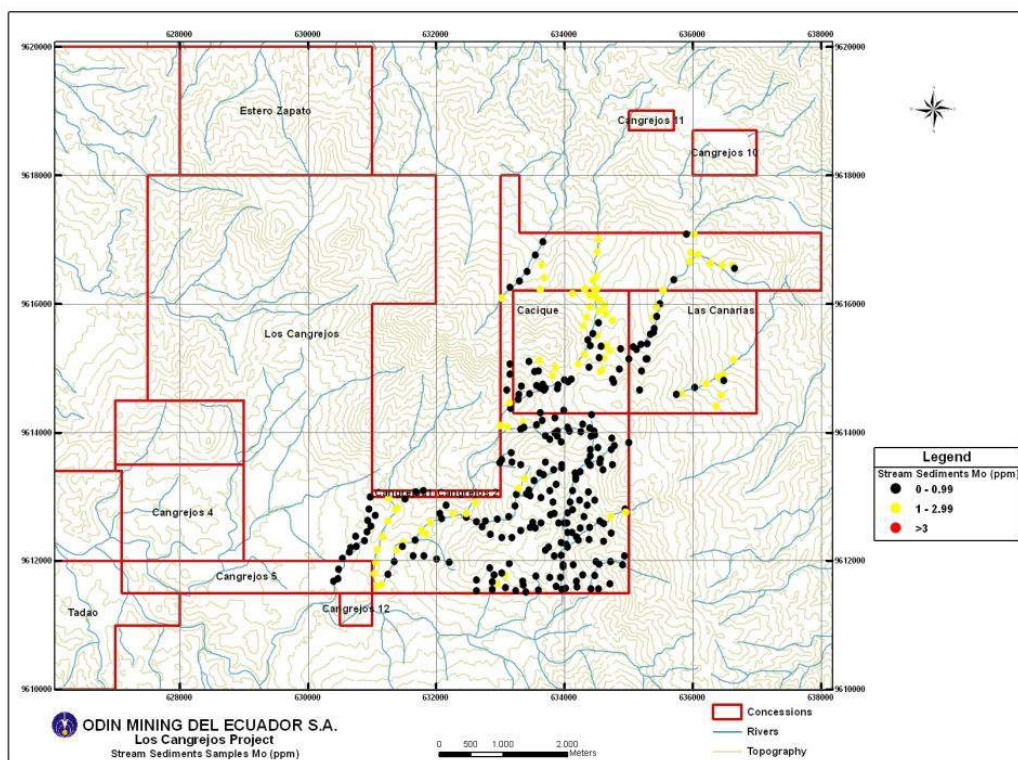 628000 630000 632000 634000 636000 638000
9620000 9620000
Estero Zapato
Cangrejos 11
Cangrejos 10
9618000 9618000
9616000 9616000
Los Cangrejos
Cacique
Las Canarias
9614000 9614000
Cangrejos 2
Cangrejos 4
9612000 9612000
Cangrejos 5
Tadao
Cangrejos 12
9610000 9610000
628000 630000 632000 634000 636000 638000
Legend
Stream Sediments Mo (ppm)
0 - 0.99
1 - 2.99
>3
ODIN MINING DEL ECUADOR S.A.
Los Cangrejos Project
Stream Sediments Samples Mo (ppm)
0 500 1.000 2.000
Meters
Concessions
Rivers
Topography